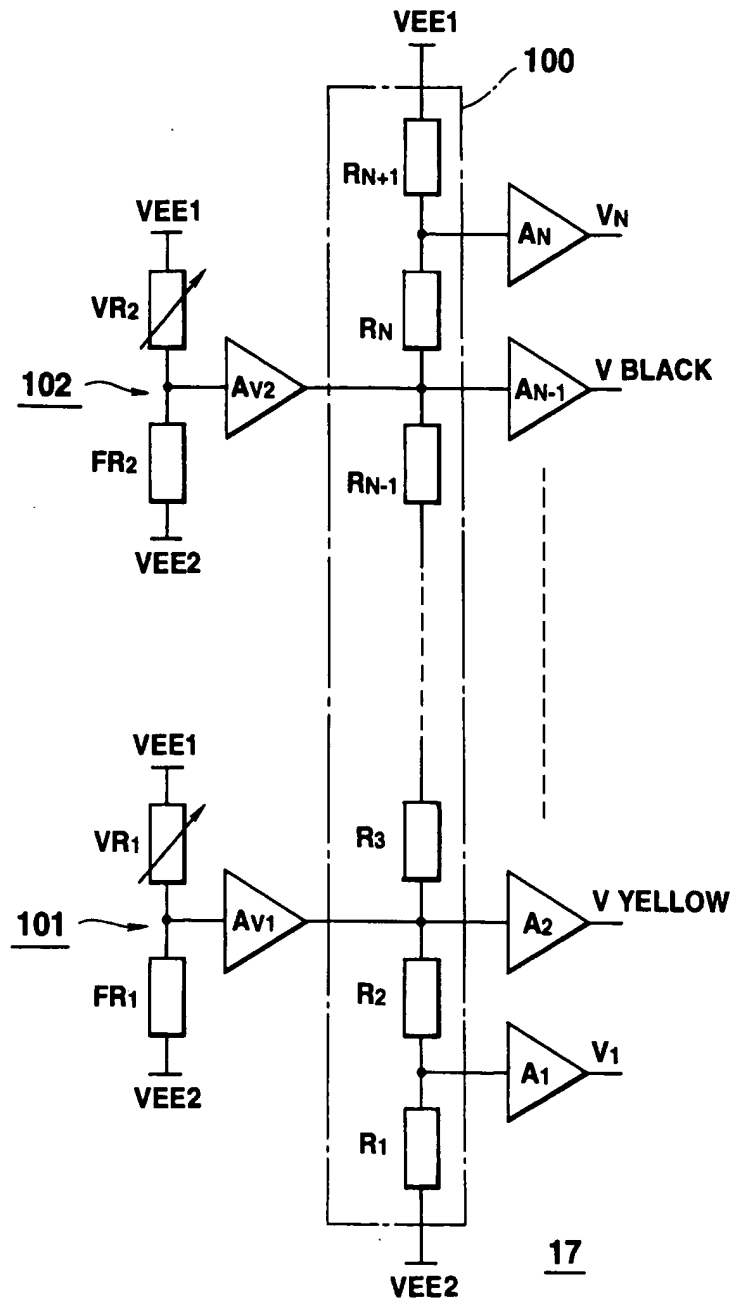 VEE1
100
RN+1
VEE1
AN
VN
VR2
RN
102
AV2
AN-1
V BLACK
FR2
RN-1
VEE2
VEE1
VR1
R3
101
AV1
A2
V YELLOW
FR1
R2
A1
V1
VEE2
R1
VEE2
17